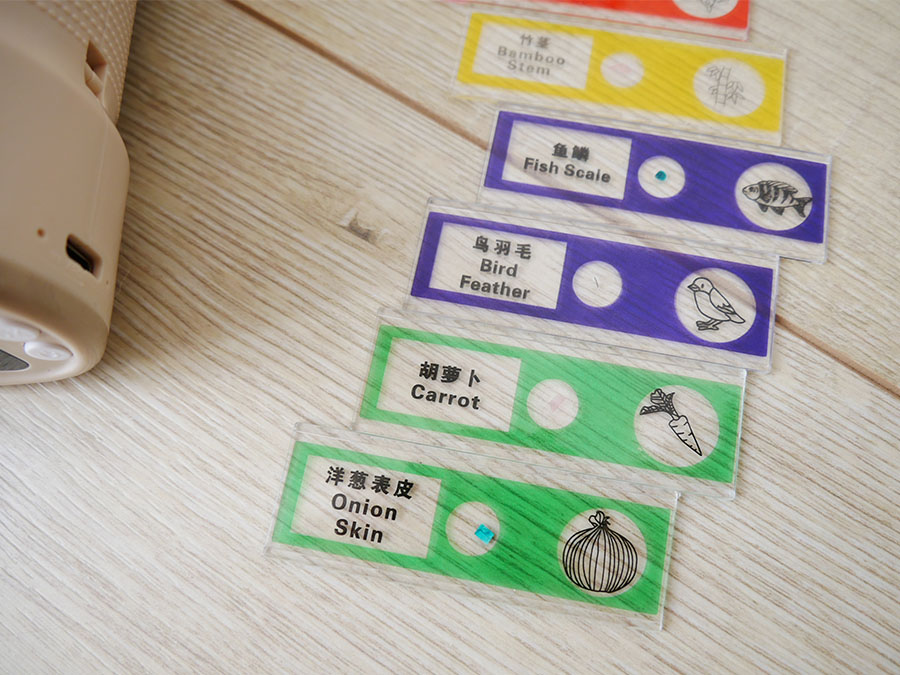 竹茎
Bamboo
Stem
鱼鳞
Fish Scale
鸟羽毛
Bird
Feather
胡萝卜
Carrot
洋葱表皮
Onion
Skin